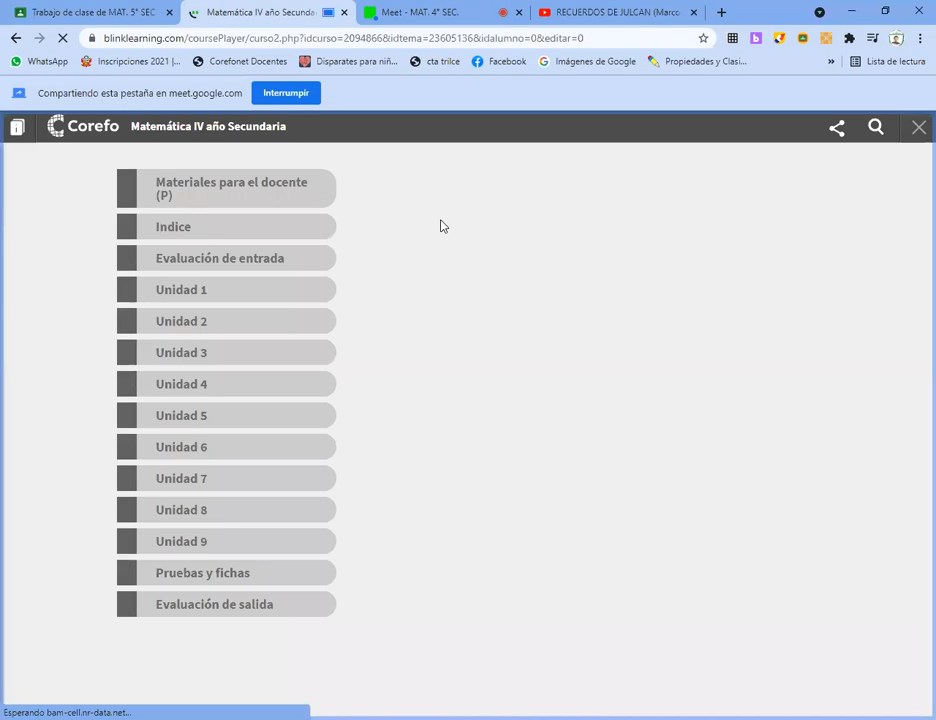 Trabajo de clase de MAT. 5° SEC
Matemática IV año Secundar
Meet - MAT. 4° SEC.
RECUERDOS DE JULCAN (Marco
blinklearning.com/coursePlayer/curso2.php?idcurso=2094866&idtema=23605136&idalumno=0&editar=0
WhatsApp
Inscripciones 2021 |...
Corefonet Docentes
Disparates para niñ...
cta trilce
Facebook
Imágenes de Google
Propiedades y Clasi...
»
Lista de lectura
Compartiendo esta pestaña en meet.google.com
Interrumpir
Corefo
Matemática IV año Secundaria
Materiales para el docente
(P)
Indice
Evaluación de entrada
Unidad 1
Unidad 2
Unidad 3
Unidad 4
Unidad 5
Unidad 6
Unidad 7
Unidad 8
Unidad 9
Pruebas y fichas
Evaluación de salida
Esperando bam-cell.nr-data.net...